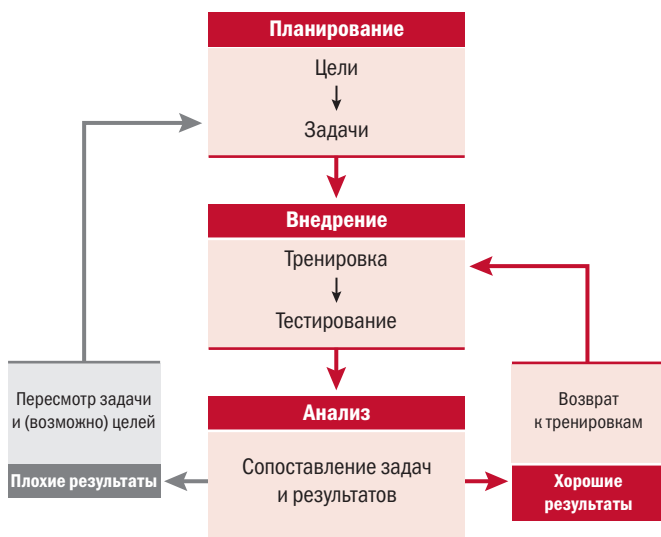 Планирование
Цели
Задачи
Внедрение
Тренировка
Тестирование
Пересмотр задачи
и (возможно) целей
Плохие результаты
Анализ
Сопоставление задач
и результатов
Возврат
к тренировкам
Хорошие
результаты